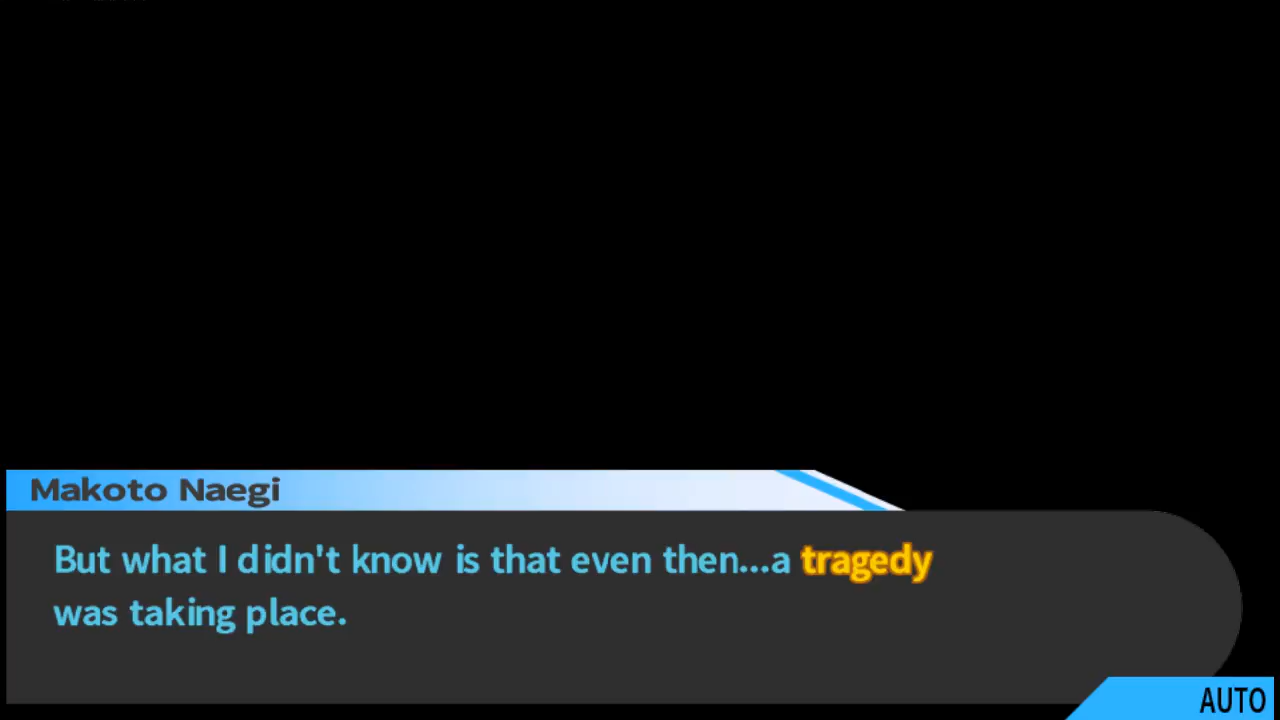 Makoto Naegi
But what I didn't know is that even then...a tragedy
was taking place.
AUTO